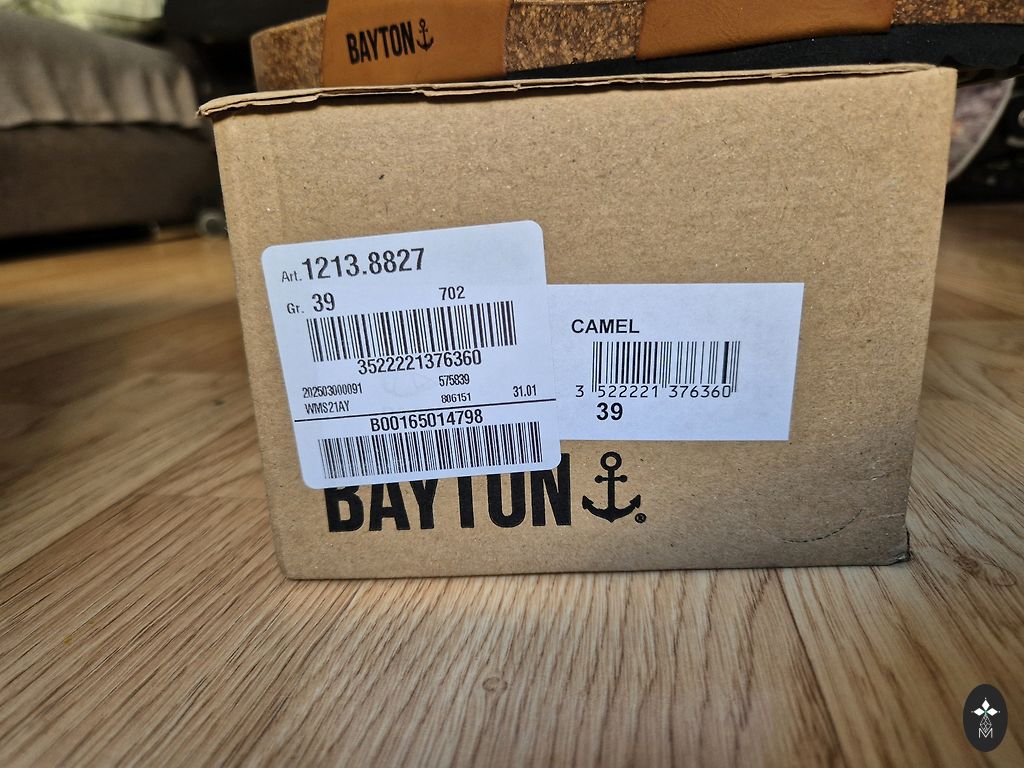 BAYTON
Art. 1213.8827
Gr. 39 702
3522221376360
202503000091 575839
WMS21AY 806151 31.01
B00165014798
CAMEL
3 522221 376360
39
BAYTON ®
M